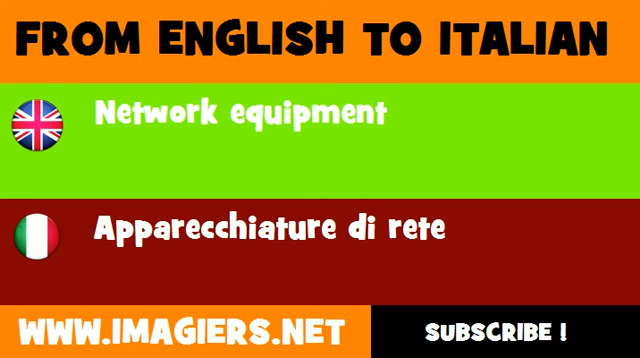 FROM ENGLISH TO ITALIAN
Network equipment
Apparecchiature di rete
WWW.IMAGIERS.NET
SUBSCRIBE !